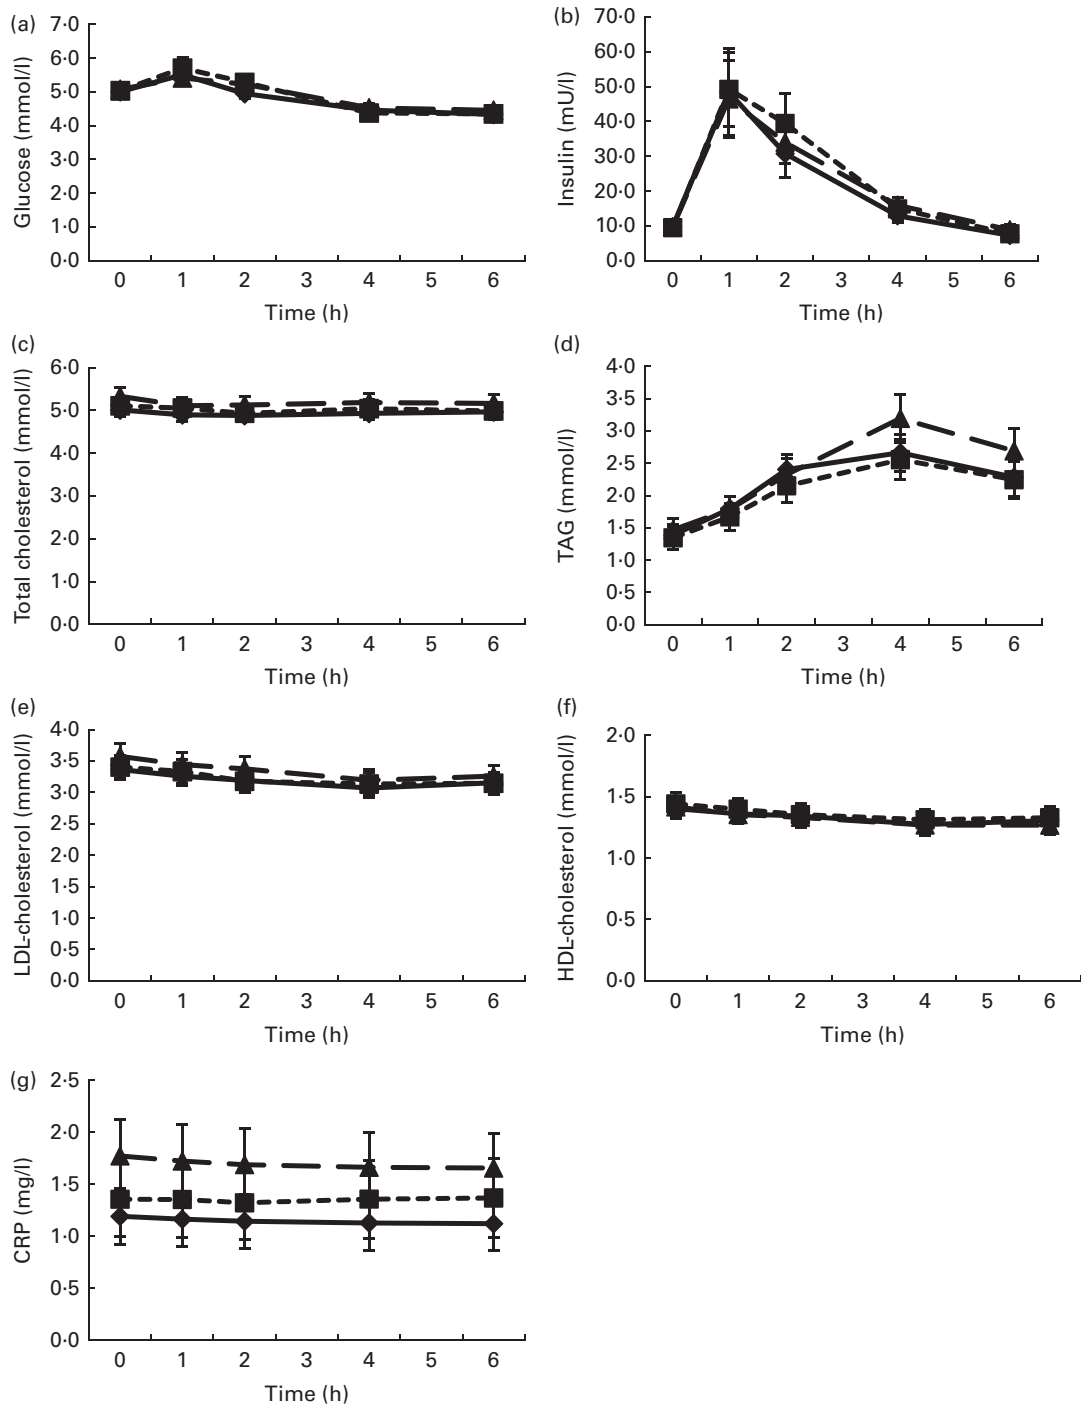 (a)
Glucose (mmol/l)
7·0
6·0
5·0
4·0
3·0
2·0
1·0
0·0
0 1 2 3 4 5 6
Time (h)
(b)
Insulin (mU/l)
70·0
60·0
50·0
40·0
30·0
20·0
10·0
0·0
0 1 2 3 4 5 6
Time (h)
(c)
Total cholesterol (mmol/l)
6·0
5·0
4·0
3·0
2·0
1·0
0·0
0 1 2 3 4 5 6
Time (h)
(d)
TAG (mmol/l)
4·0
3·5
3·0
2·5
2·0
1·5
1·0
0·5
0·0
0 1 2 3 4 5 6
Time (h)
(e)
LDL-cholesterol (mmol/l)
4·0
3·5
3·0
2·5
2·0
1·5
1·0
0·5
0·0
0 1 2 3 4 5 6
Time (h)
(f)
HDL-cholesterol (mmol/l)
2·0
1·5
1·0
0·5
0·0
0 1 2 3 4 5 6
Time (h)
(g)
CRP (mg/l)
2·5
2·0
1·5
1·0
0·5
0·0
0 1 2 3 4 5 6
Time (h)